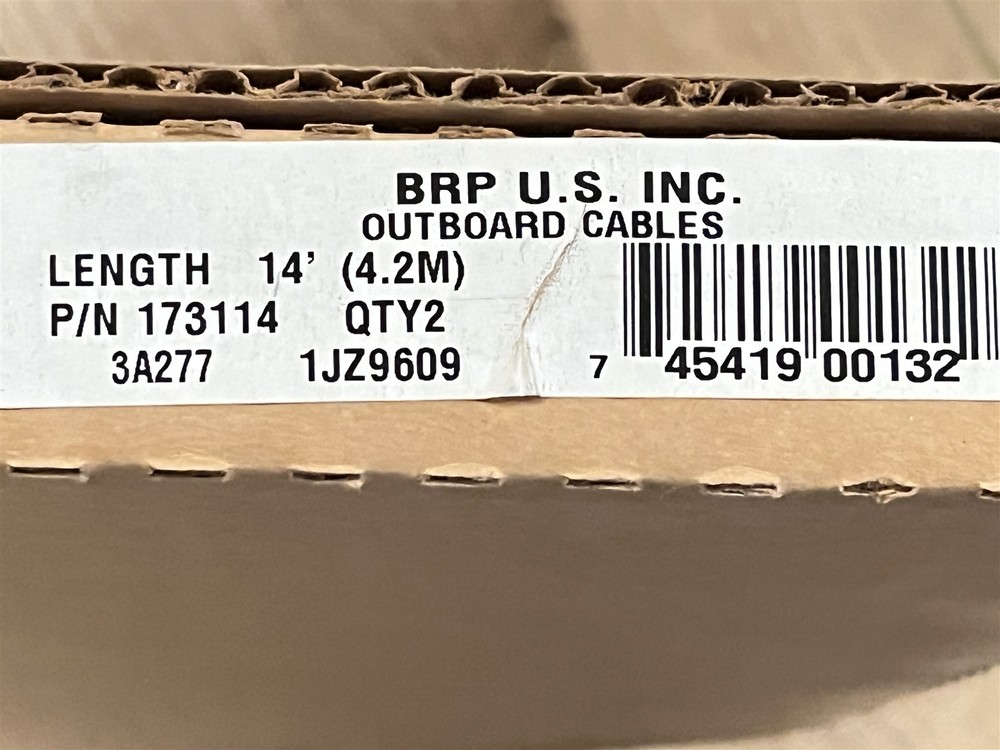 BRP U.S. INC.
OUTBOARD CABLES
LENGTH 14' (4.2M)
P/N 173114 QTY2
3A277 1JZ9609
7 45419 00132